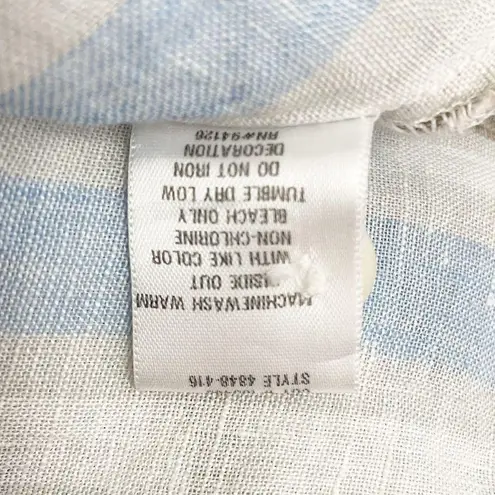 STYLE 4848-416
MACHINEWASH WARM
INSIDE OUT
WITH LIKE COLOR
NON-CHLORINE
BLEACH ONLY
TUMBLE DRY LOW
DO NOT IRON
DECORATION
RN#94126